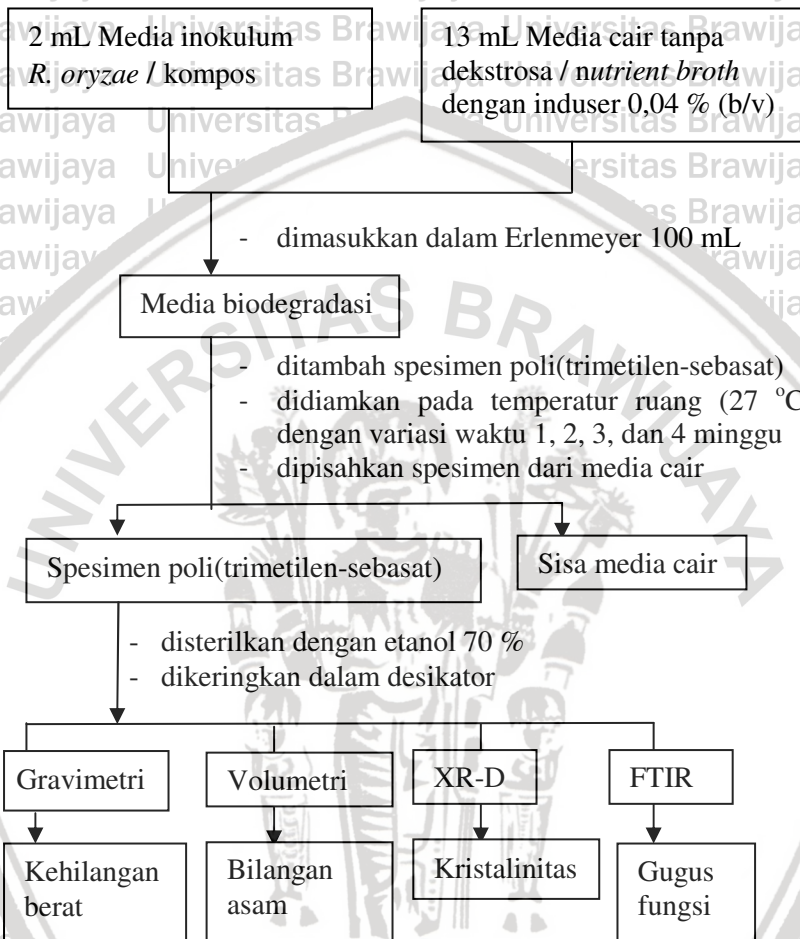 2 mL Media inokulum
R. oryzae / kompos
13 mL Media cair tanpa
dekstrosa / nutrient broth
dengan induser 0,04 % (b/v)
- dimasukkan dalam Erlenmeyer 100 mL
Media biodegradasi
- ditambah spesimen poli(trimetilen-sebasat)
- didiamkan pada temperatur ruang (27 °C
dengan variasi waktu 1, 2, 3, dan 4 minggu
- dipisahkan spesimen dari media cair
Spesimen poli(trimetilen-sebasat)
Sisa media cair
- disterilkan dengan etanol 70 %
- dikeringkan dalam desikator
Gravimetri
Volumetri
XR-D
FTIR
Kehilangan
berat
Bilangan
asam
Kristalinitas
Gugus
fungsi
UNIVERSITAS BRAWIJAYA